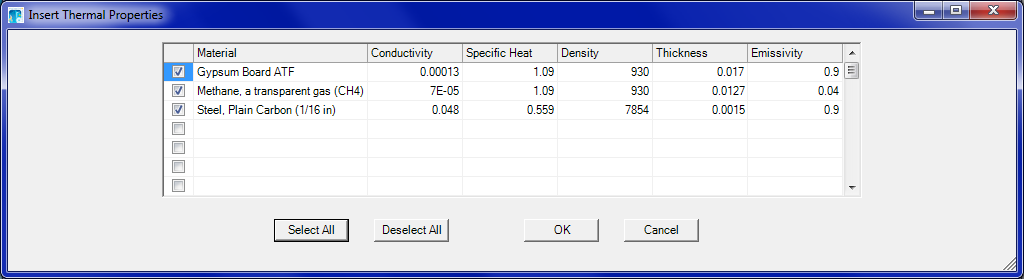 Insert Thermal Properties
Material Conductivity Specific Heat Density Thickness Emissivity
Gypsum Board ATF 0.00013 1.09 930 0.017 0.9
Methane, a transparent gas (CH4) 7E-05 1.09 930 0.0127 0.04
Steel, Plain Carbon (1/16 in) 0.048 0.559 7854 0.0015 0.9
Select All Deselect All OK Cancel